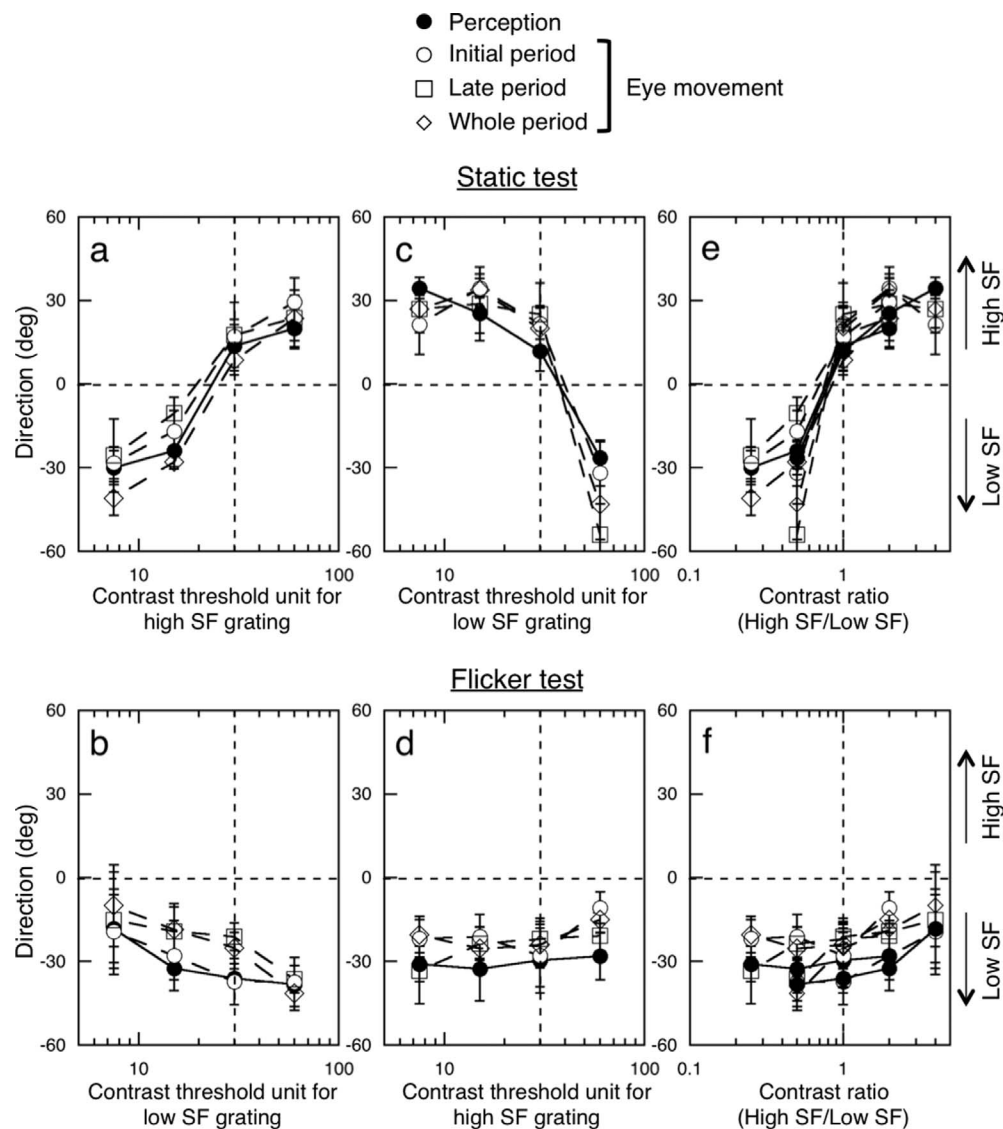 Perception
Initial period
Late period
Whole period
Eye movement
Static test
a
c
e
60
30
0
-30
-60
60
30
0
-30
-60
60
30
0
-30
-60
Direction (deg)
High SF
Low SF
10
100
10
100
0.1
1
Contrast threshold unit for
high SF grating
Contrast threshold unit for
low SF grating
Contrast ratio
(High SF/Low SF)
Flicker test
b
d
f
60
30
0
-30
-60
60
30
0
-30
-60
60
30
0
-30
-60
Direction (deg)
High SF
Low SF
10
100
10
100
0.1
1
Contrast threshold unit for
low SF grating
Contrast threshold unit for
high SF grating
Contrast ratio
(High SF/Low SF)